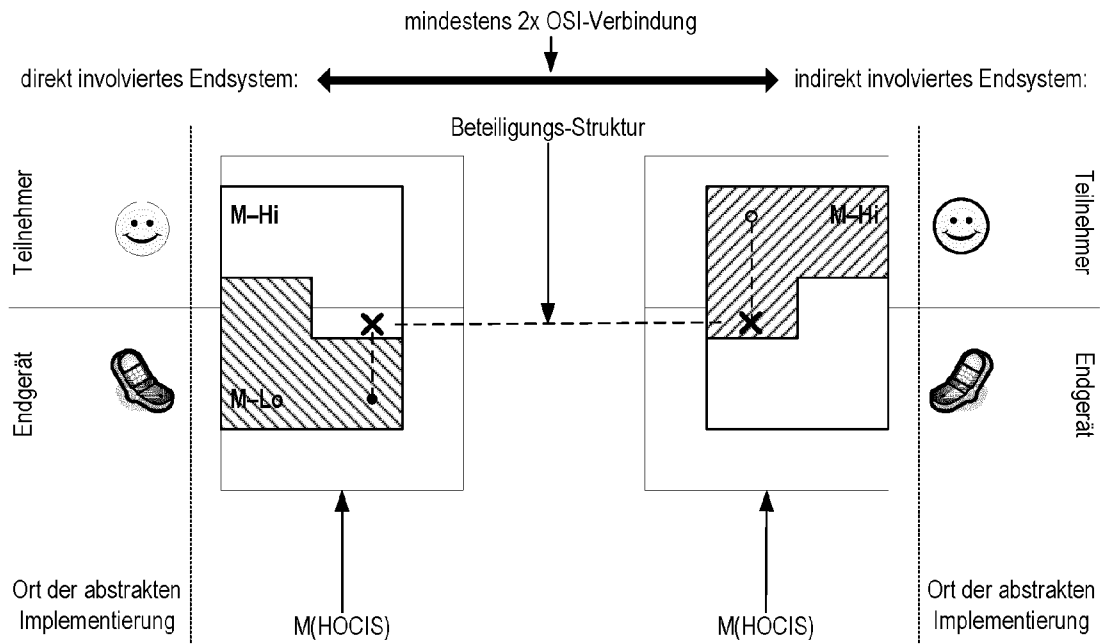 mindestens 2x OSI-Verbindung
direkt involviertes Endsystem:
indirekt involviertes Endsystem:
Beteiligungs-Struktur
Teilnehmer
M–Hi
M–Hi
Teilnehmer
Endgerät
M–Lo
Endgerät
Ort der abstrakten
Implementierung
M(HOCIS)
M(HOCIS)
Ort der abstrakten
Implementierung